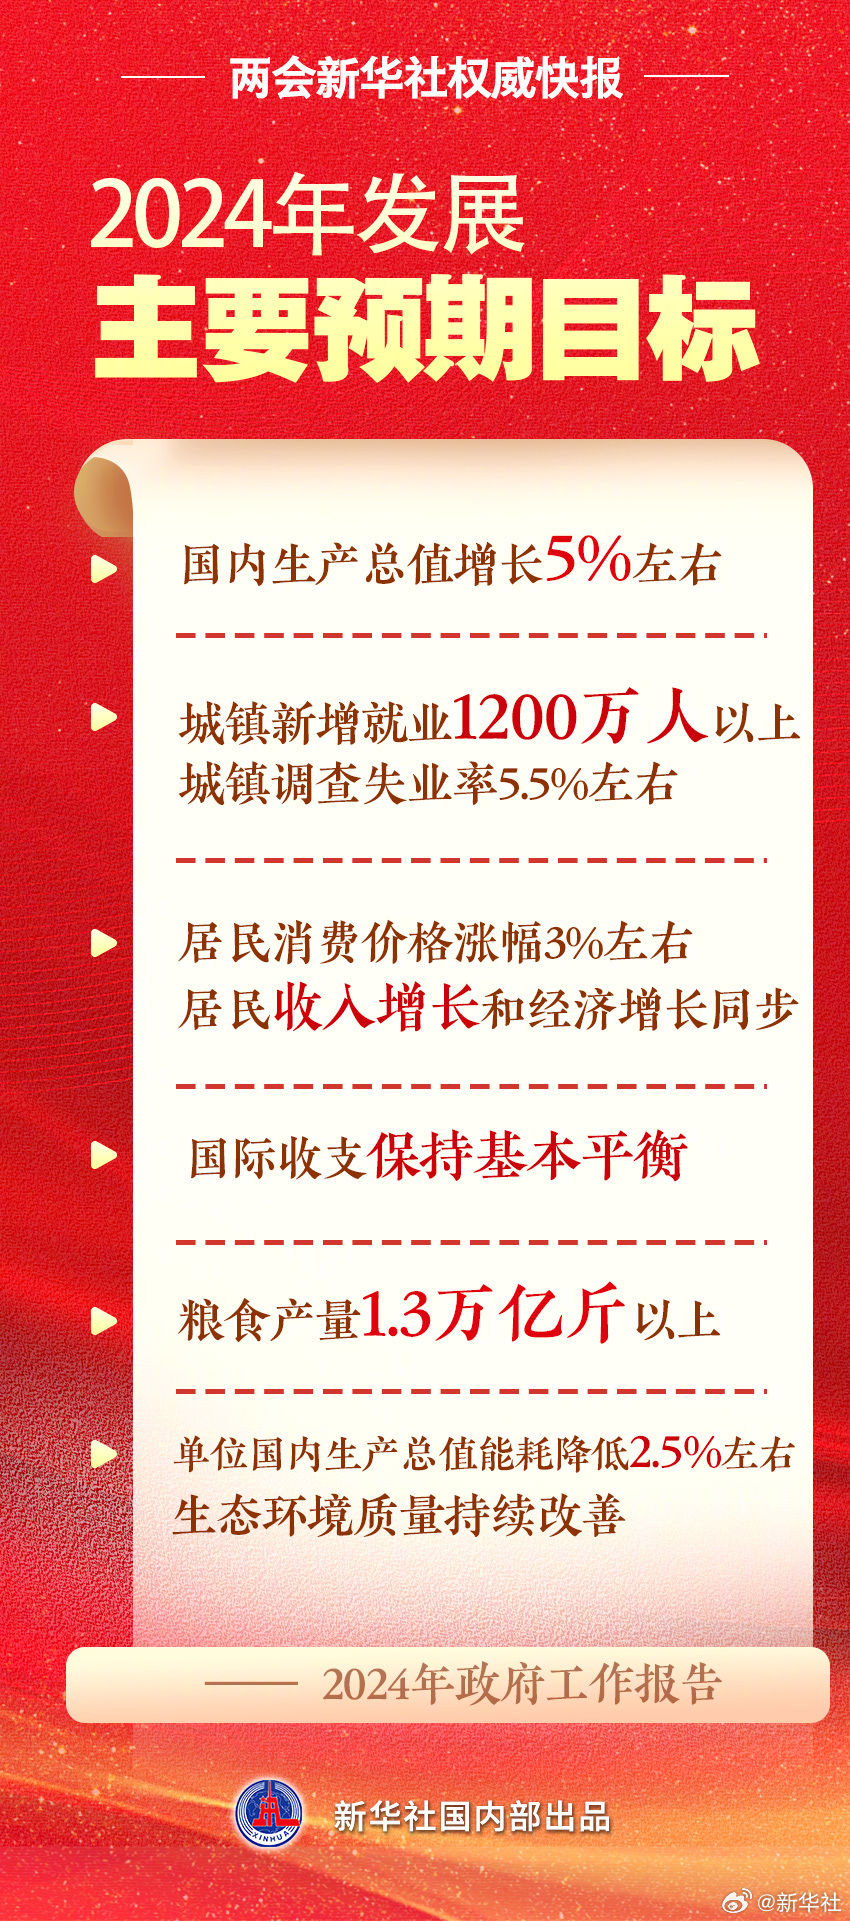 两会新华社权威快报
2024年发展
主要预期目标
国内生产总值增长5%左右
城镇新增就业1200万人以上
城镇调查失业率5.5%左右
居民消费价格涨幅3%左右
居民收入增长和经济增长同步
国际收支保持基本平衡
粮食产量1.3万亿斤以上
单位国内生产总值能耗降低2.5%左右
生态环境质量持续改善
—— 2024年政府工作报告
XINHUA
新华社国内部出品
@新华社